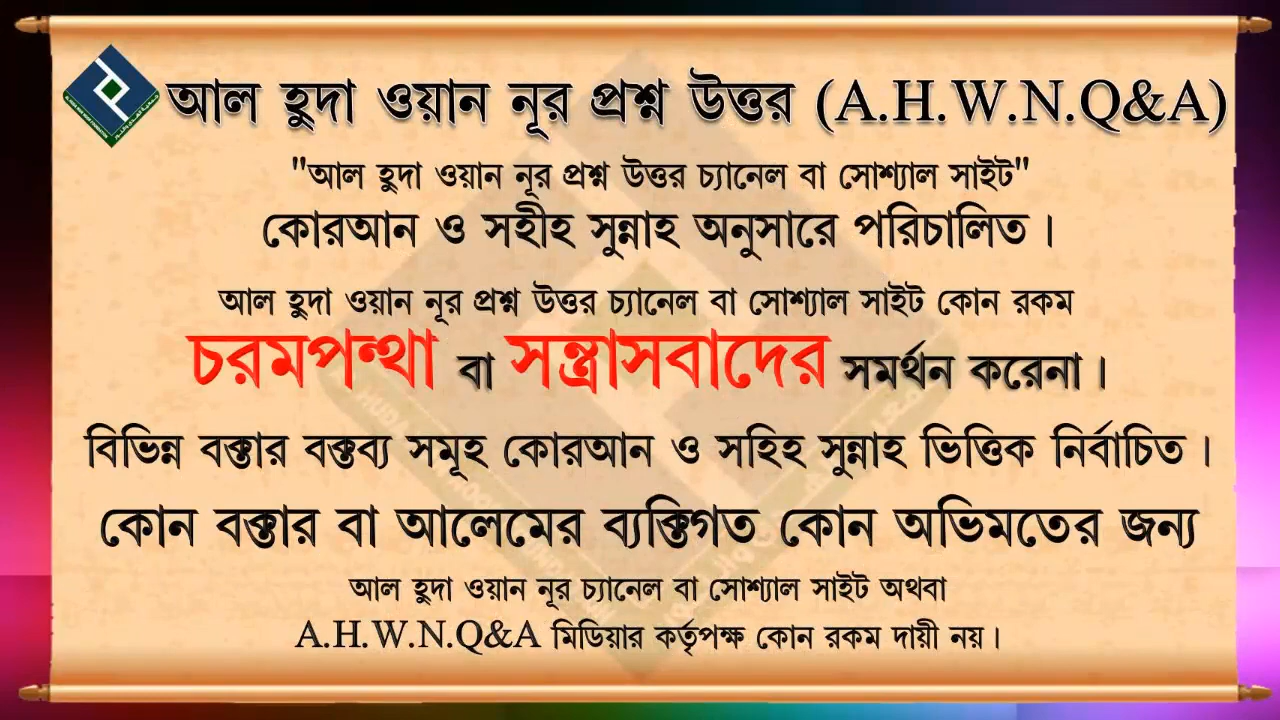 আল হুদা ওয়ান নূর প্রশ্ন উত্তর (A.H.W.N.Q&A)
"আল হুদা ওয়ান নূর প্রশ্ন উত্তর চ্যানেল বা সোশ্যাল সাইট"
কোরআন ও সহীহ সুন্নাহ অনুসারে পরিচালিত।
আল হুদা ওয়ান নূর প্রশ্ন উত্তর চ্যানেল বা সোশ্যাল সাইট কোন রকম
চরমপন্থা বা সন্ত্রাসবাদের সমর্থন করেনা।
বিভিন্ন বক্তার বক্তব্য সমূহ কোরআন ও সহিহ সুন্নাহ ভিত্তিক নির্বাচিত।
কোন বক্তার বা আলেমের ব্যক্তিগত কোন অভিমতের জন্য
আল হুদা ওয়ান নূর চ্যানেল বা সোশ্যাল সাইট অথবা
A.H.W.N.Q&A মিডিয়ার কর্তৃপক্ষ কোন রকম দায়ী নয়।